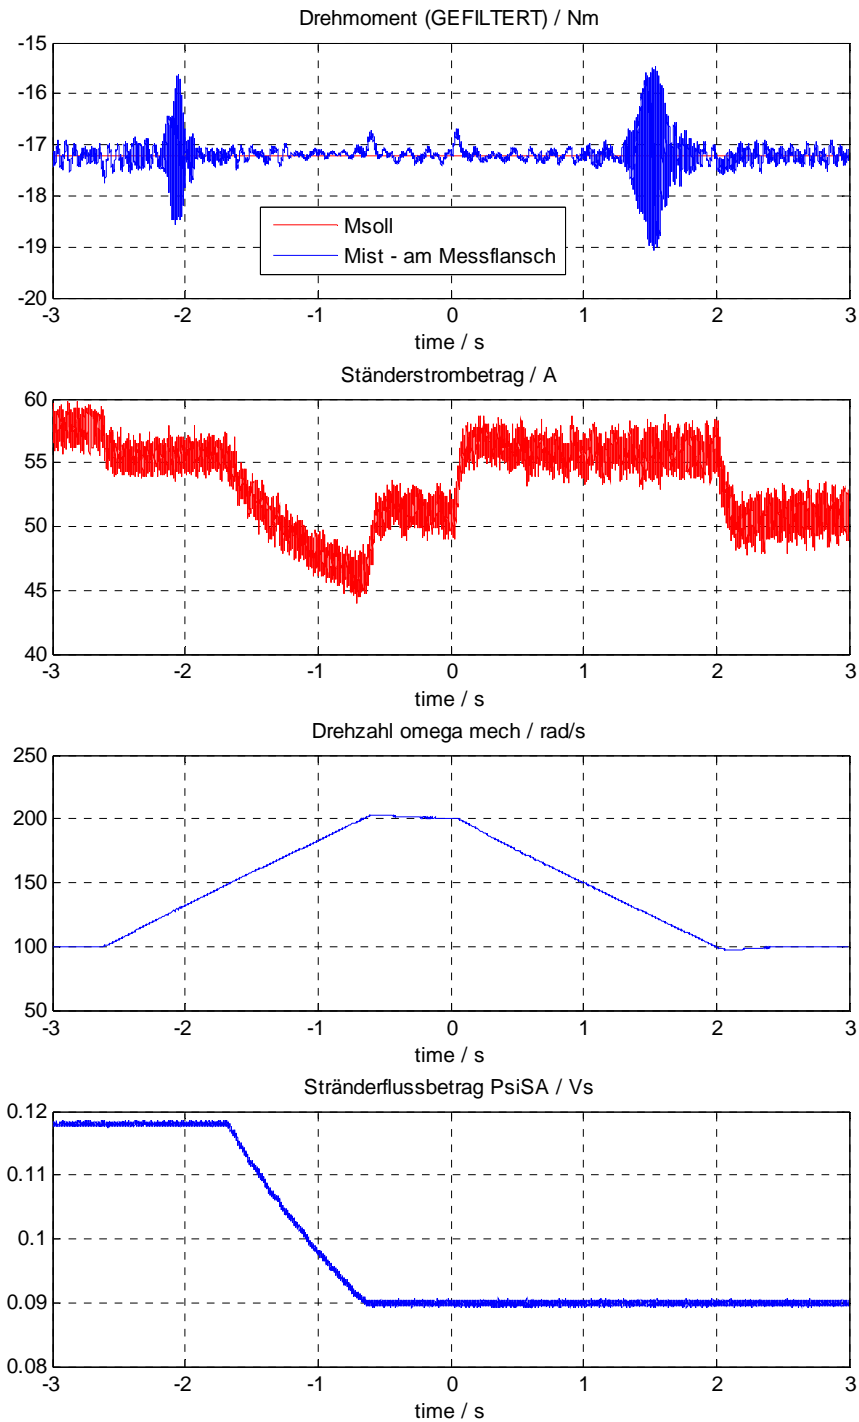 Drehmoment (GEFILTERT) / Nm
-15
-16
-17
-18
-19
-20
Msoll
Mist - am Messflansch
-3 -2 -1 0 1 2 3
time / s
Ständerstrombetrag / A
60
55
50
45
40
-3 -2 -1 0 1 2 3
time / s
Drehzahl omega mech / rad/s
250
200
150
100
50
-3 -2 -1 0 1 2 3
time / s
Stränderflussbetrag PsiSA / Vs
0.12
0.11
0.1
0.09
0.08
-3 -2 -1 0 1 2 3
time / s